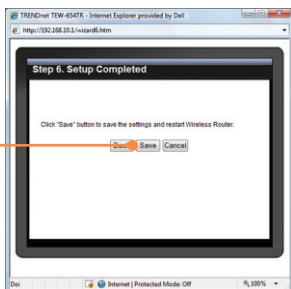 TRENDnet TEW-654TR - Internet Explorer provided by Dell
http://192.168.10.1/wizard6.htm
Step 6. Setup Completed
Click "Save" button to save the settings and restart Wireless Router.
Save Cancel
Internet | Protected Mode: Off
100%